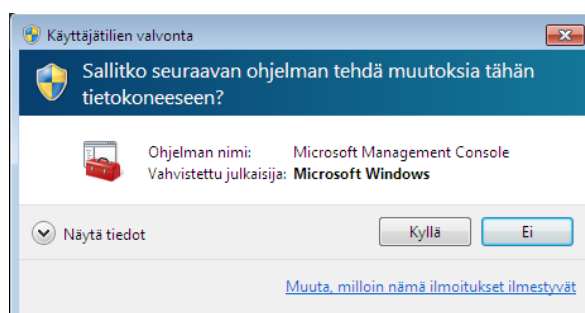 Käyttäjätilien valvonta
Sallitko seuraavan ohjelman tehdä muutoksia tähän
tietokoneeseen?
Ohjelman nimi: Microsoft Management Console
Vahvistettu julkaisija: Microsoft Windows
Näytä tiedot
Kyllä
Ei
Muuta, milloin nämä ilmoitukset ilmestyvät